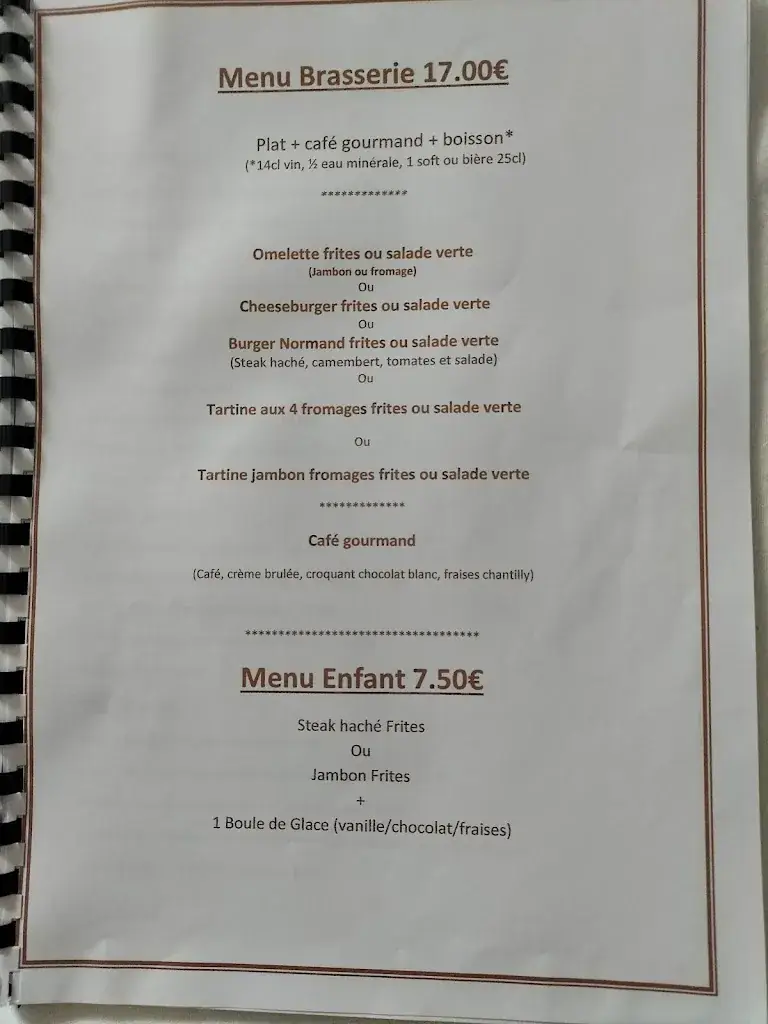 Menu Brasserie 17.00€
Plat + café gourmand + boisson*
(*14cl vin, ½ eau minérale, 1 soft ou bière 25cl)
*************
Omelette frites ou salade verte
(Jambon ou fromage)
Ou
Cheeseburger frites ou salade verte
Ou
Burger Normand frites ou salade verte
(Steak haché, camembert, tomates et salade)
Ou
Tartine aux 4 fromages frites ou salade verte
Ou
Tartine jambon fromages frites ou salade verte
*************
Café gourmand
(Café, crème brulée, croquant chocolat blanc, fraises chantilly)
***********************************
Menu Enfant 7.50€
Steak haché Frites
Ou
Jambon Frites
+
1 Boule de Glace (vanille/chocolat/fraises)